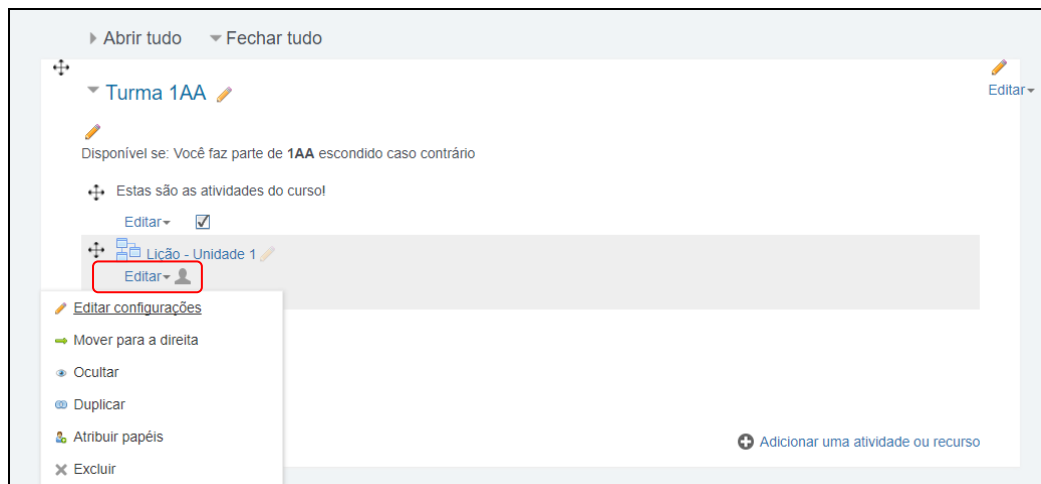 Abrir tudo Fechar tudo
Turma 1AA
Editar
Disponível se: Você faz parte de 1AA escondido caso contrário
Estas são as atividades do curso!
Editar
Lição - Unidade 1
Editar
Editar configurações
Mover para a direita
Ocultar
Duplicar
Atribuir papéis
Adicionar uma atividade ou recurso
Excluir